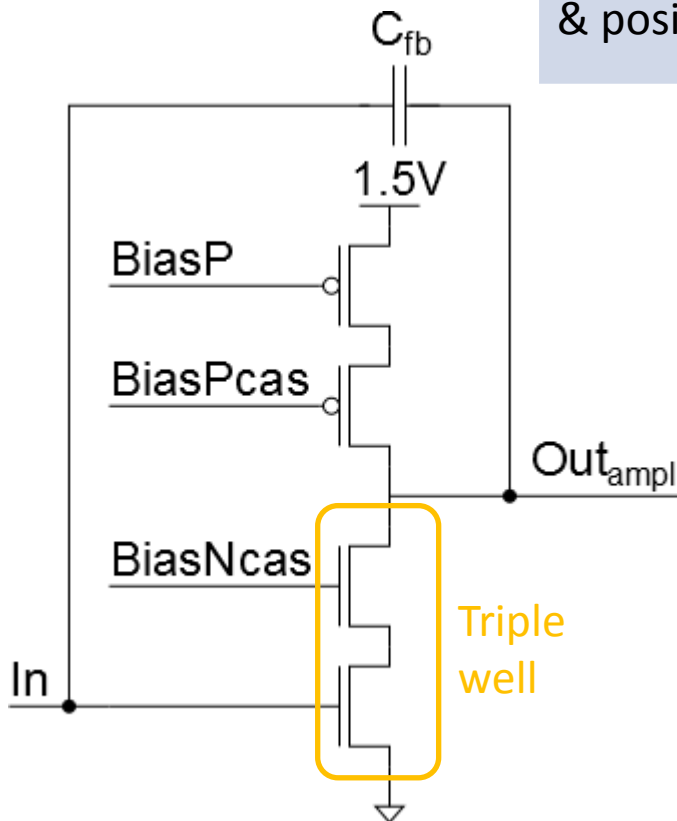 & posi
Cfb
1.5V
BiasP
BiasPcas
Outampl
BiasNcas
Triple
well
In